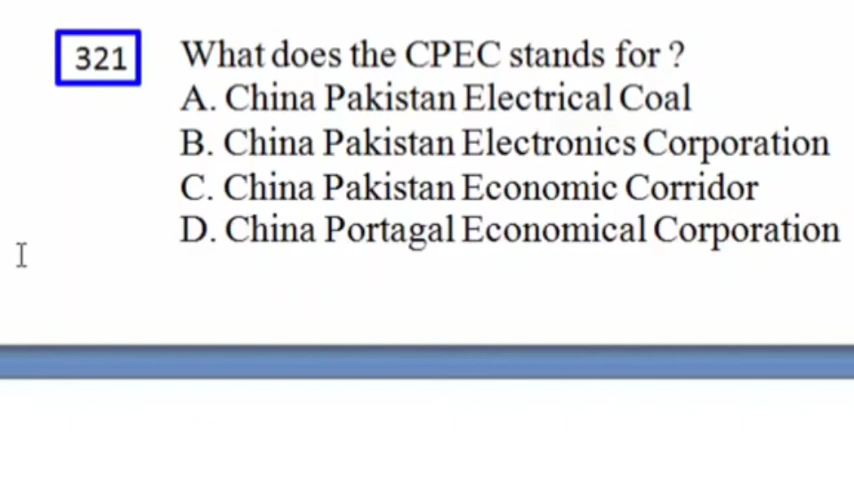 321 What does the CPEC stands for ?
A. China Pakistan Electrical Coal
B. China Pakistan Electronics Corporation
C. China Pakistan Economic Corridor
D. China Portagal Economical Corporation